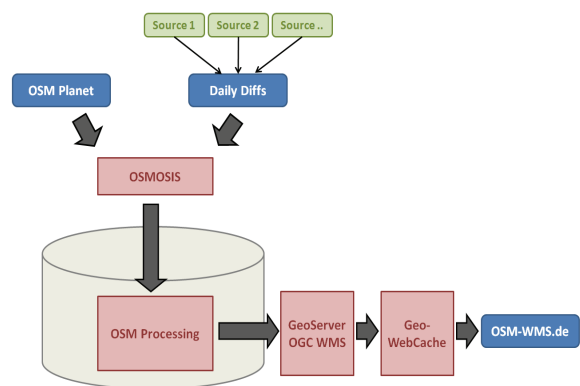 Source 1 Source 2 Source ..
OSM Planet
Daily Diffs
OSMOSIS
OSM Processing
GeoServer
OGC WMS
Geo-
WebCache
OSM-WMS.de